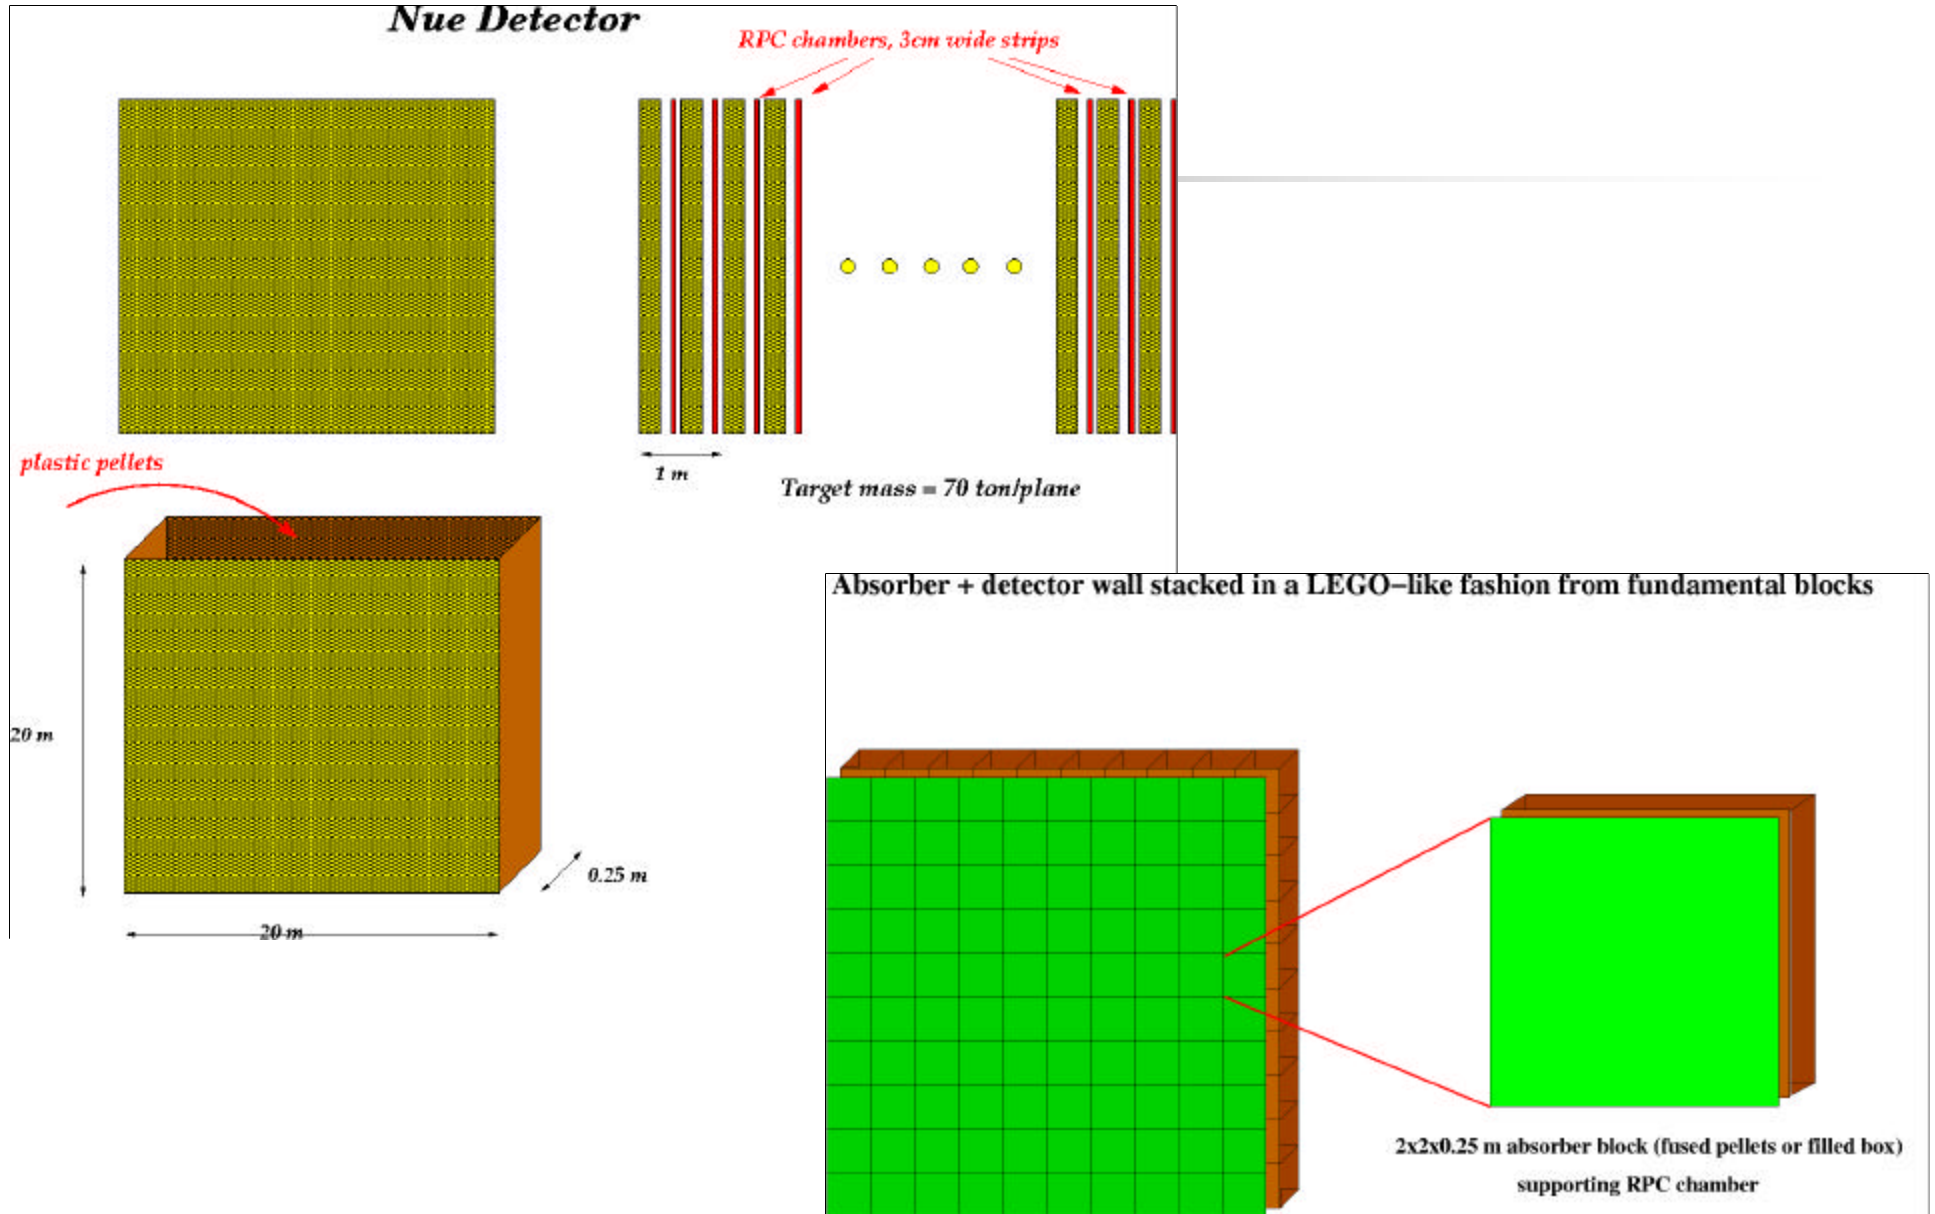 Nue Detector
RPC chambers, 3cm wide strips
1 m
Target mass = 70 ton/plane
plastic pellets
20 m
0.25 m
20 m
Absorber + detector wall stacked in a LEGO-like fashion from fundamental blocks
2x2x0.25 m absorber block (fused pellets or filled box)
supporting RPC chamber